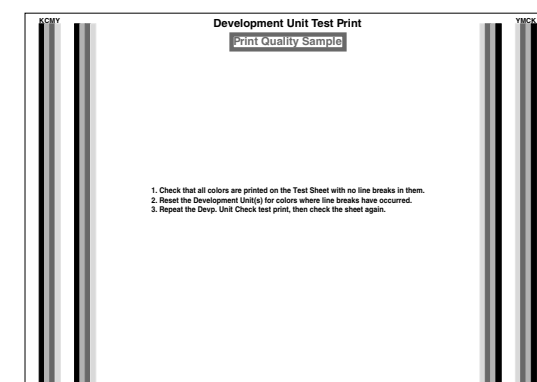 KCMY
Development Unit Test Print
YMCK
Print Quality Sample
1. Check that all colors are printed on the Test Sheet with no line breaks in them.
2. Reset the Development Unit(s) for colors where line breaks have occurred.
3. Repeat the Devp. Unit Check test print, then check the sheet again.